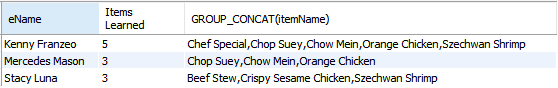 eName Items Learned GROUP_CONCAT(itemName)
Kenny Franzeo 5 Chef Special,Chop Suey,Chow Mein,Orange Chicken,Szechwan Shrimp
Mercedes Mason 3 Chop Suey,Chow Mein,Orange Chicken
Stacy Luna 3 Beef Stew,Crispy Sesame Chicken,Szechwan Shrimp